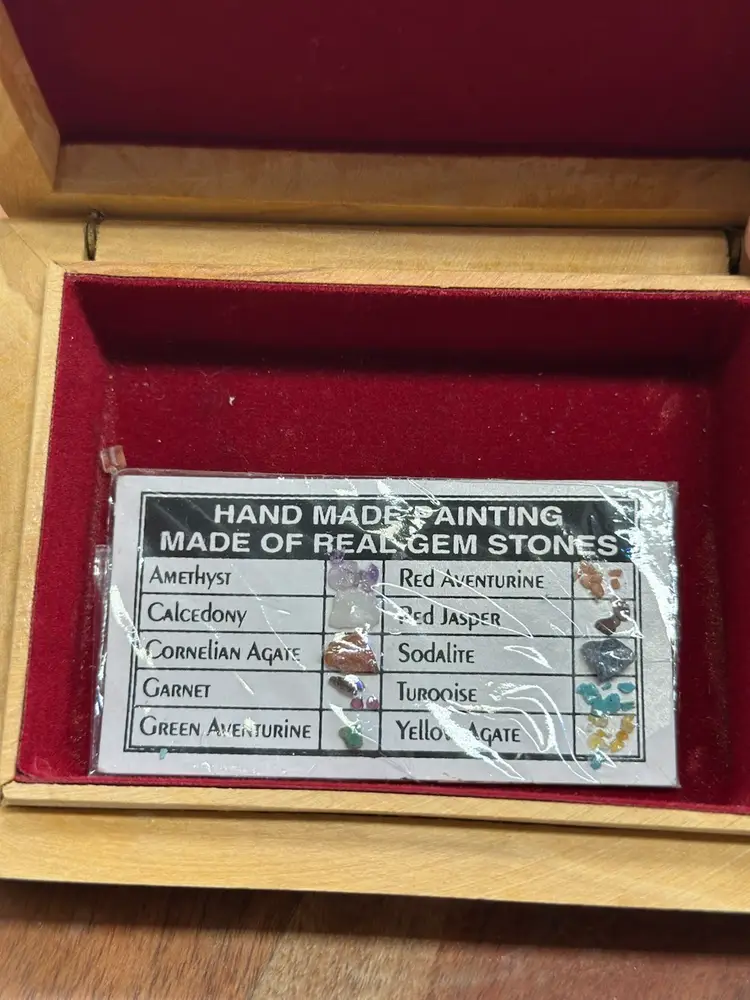 HAND MADE PAINTING
MADE OF REAL GEM STONES
AMETHYST
RED AVENTURINE
CALCEDONY
RED JASPER
CORNELIAN AGATE
SODALITE
GARNET
TUROOISE
GREEN AVENTURINE
YELLOW AGATE